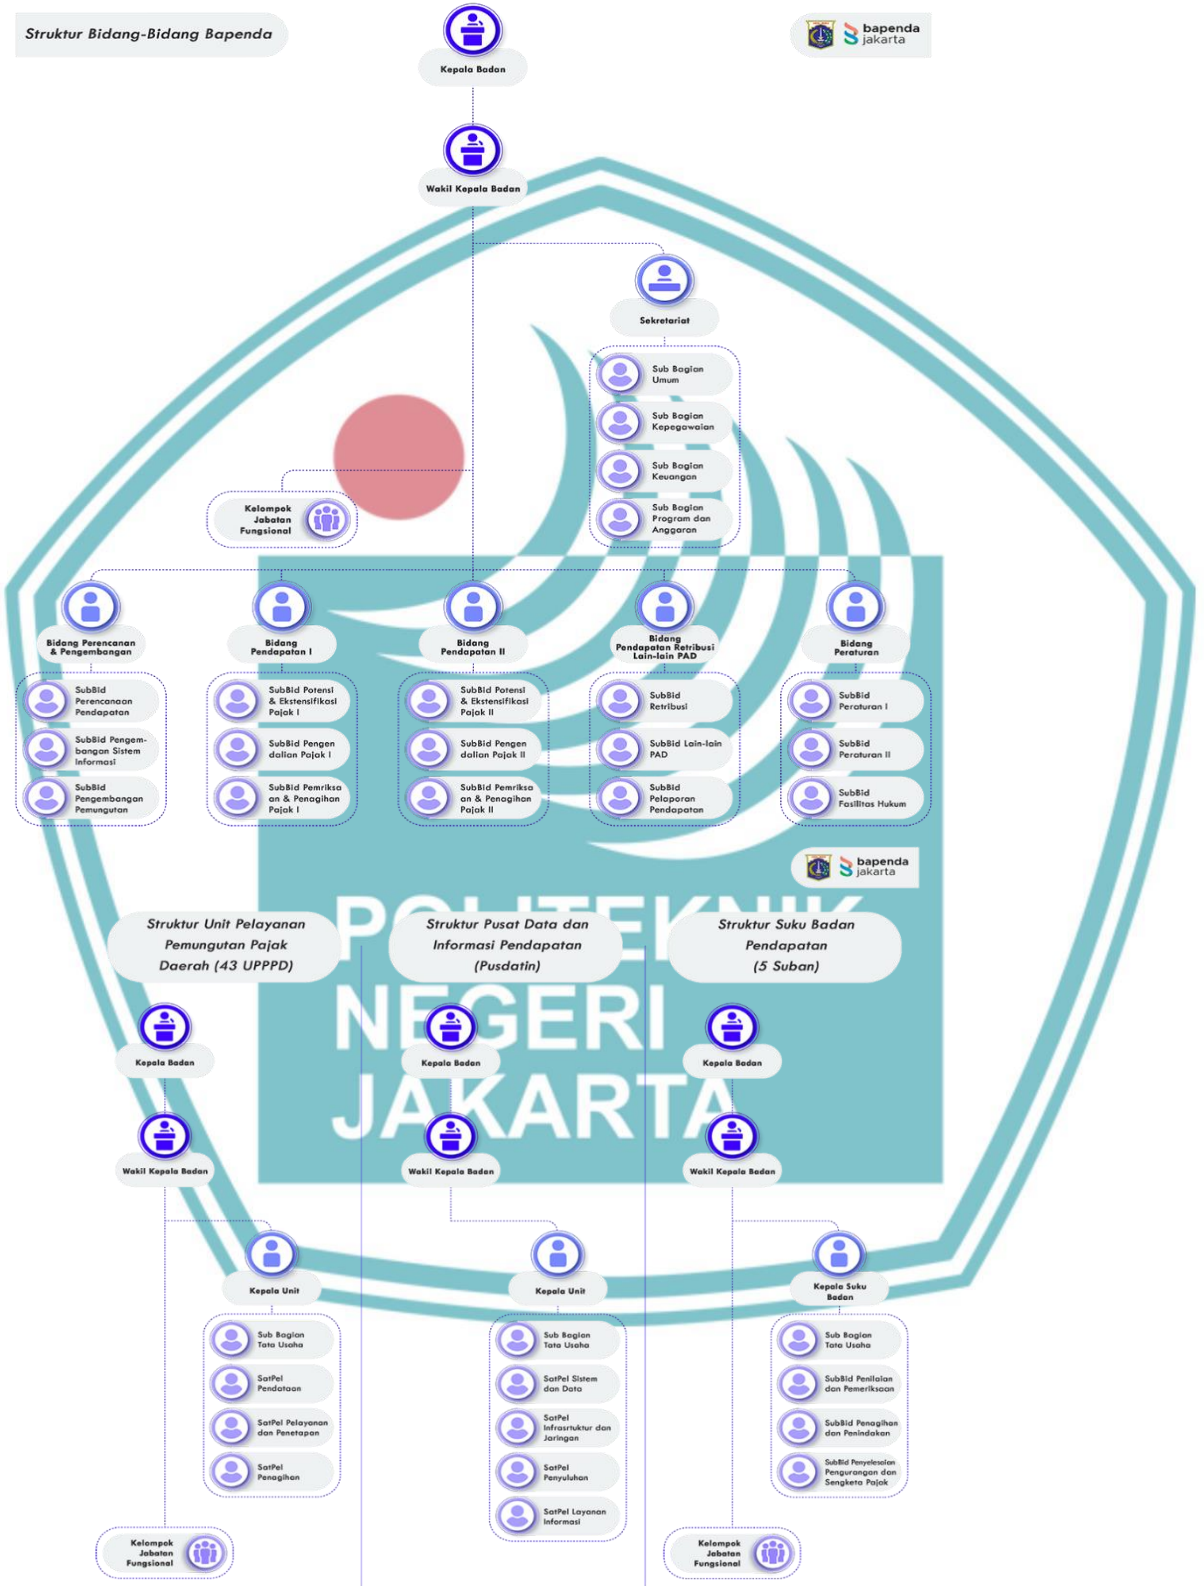 Struktur Bidang-Bidang Bapenda
bapenda
jakarta
Kepala Badan
Wakil Kepala Badan
Sekretariat
Sub Bagian
Umum
Sub Bagian
Kepegawaian
Sub Bagian
Keuangan
Sub Bagian
Program dan
Anggaran
Kelompok
Jabatan
Fungsional
Bidang Perencanan
& Pengembangan
SubBid
Perencanaan
Pendapatan
SubBid Pengem-
bangan Sistem
Informasi
SubBid
Pengembangan
Pemungutan
Bidang
Pendapatan I
SubBid Potensi
& Ekstensifikasi
Pajak I
SubBid Pengen
dalian Pajak I
SubBid Pemriksa
an & Penagihan
Pajak I
Bidang
Pendapatan II
SubBid Potensi
& Ekstensifikasi
Pajak II
SubBid Pengen
dalian Pajak II
SubBid Pemriksa
an & Penagihan
Pajak II
Bidang
Pendapatan Retribusi
Lain-lain PAD
SubBid
Retribusi
SubBid Lain-lain
PAD
SubBid
Pelaporan
Pendapatan
Bidang
Peraturan
SubBid
Peraturan I
SubBid
Peraturan II
SubBid
Fasilitas Hukum
bapenda
jakarta
POLITEKNIK
NEGERI
JAKARTA
Struktur Unit Pelayanan
Pemungutan Pajak
Daerah (43 UPPPD)
Kepala Badan
Wakil Kepala Badan
Kepala Unit
Sub Bagian
Tata Usaha
SatPel
Pendataan
SatPel Pelayanan
dan Penetapan
SatPel
Penagihan
Kelompok
Jabatan
Fungsional
Struktur Pusat Data dan
Informasi Pendapatan
(Pusdatin)
Kepala Badan
Wakil Kepala Badan
Kepala Unit
Sub Bagian
Tata Usaha
SatPel Sistem
dan Data
SatPel
Infrasrtuktur dan
Jaringan
SatPel
Penyuluhan
SatPel Layanan
Informasi
Struktur Suku Badan
Pendapatan
(5 Suban)
Kepala Badan
Wakil Kepala Badan
Kepala Suku
Badan
Sub Bagian
Tata Usaha
SubBid Penilaian
dan Pemeriksaan
SubBid Penagihan
dan Penindakan
SubBid Penyelesaian
Pengurangan dan
Sengketa Pajak
Kelompok
Jabatan
Fungsional